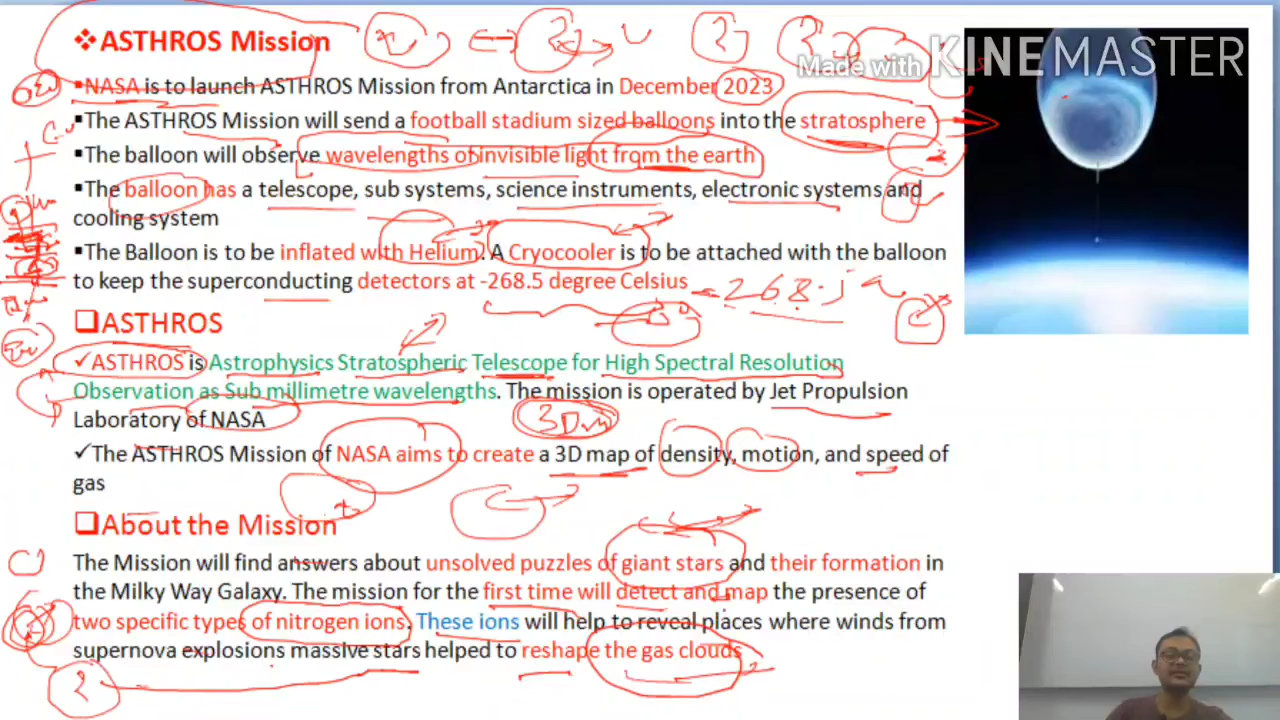 ❖ASTHROS Mission
Made with KINEMASTER
▪NASA is to launch ASTHROS Mission from Antarctica in December 2023
▪The ASTHROS Mission will send a football stadium sized balloons into the stratosphere
▪The balloon will observe wavelengths of invisible light from the earth
▪The balloon has a telescope, sub systems, science instruments, electronic systems and
cooling system
▪The Balloon is to be inflated with Helium. A Cryocooler is to be attached with the balloon
to keep the superconducting detectors at -268.5 degree Celsius
❑ASTHROS
✓ASTHROS is Astrophysics Stratospheric Telescope for High Spectral Resolution
Observation as Sub millimetre wavelengths. The mission is operated by Jet Propulsion
Laboratory of NASA
3D
✓The ASTHROS Mission of NASA aims to create a 3D map of density, motion, and speed of
gas
❑About the Mission
The Mission will find answers about unsolved puzzles of giant stars and their formation in
the Milky Way Galaxy. The mission for the first time will detect and map the presence of
two specific types of nitrogen ions. These ions will help to reveal places where winds from
supernova explosions massive stars helped to reshape the gas clouds